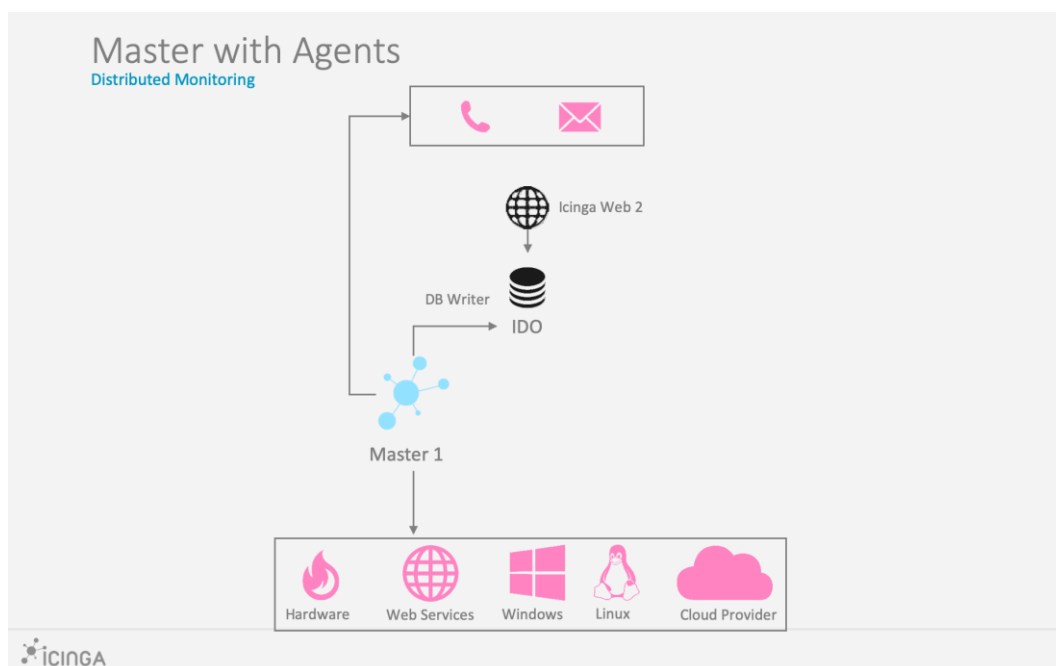 Master with Agents
Distributed Monitoring
Icinga Web 2
DB Writer
IDO
Master 1
Hardware
Web Services
Windows
Linux
Cloud Provider
ICINGA